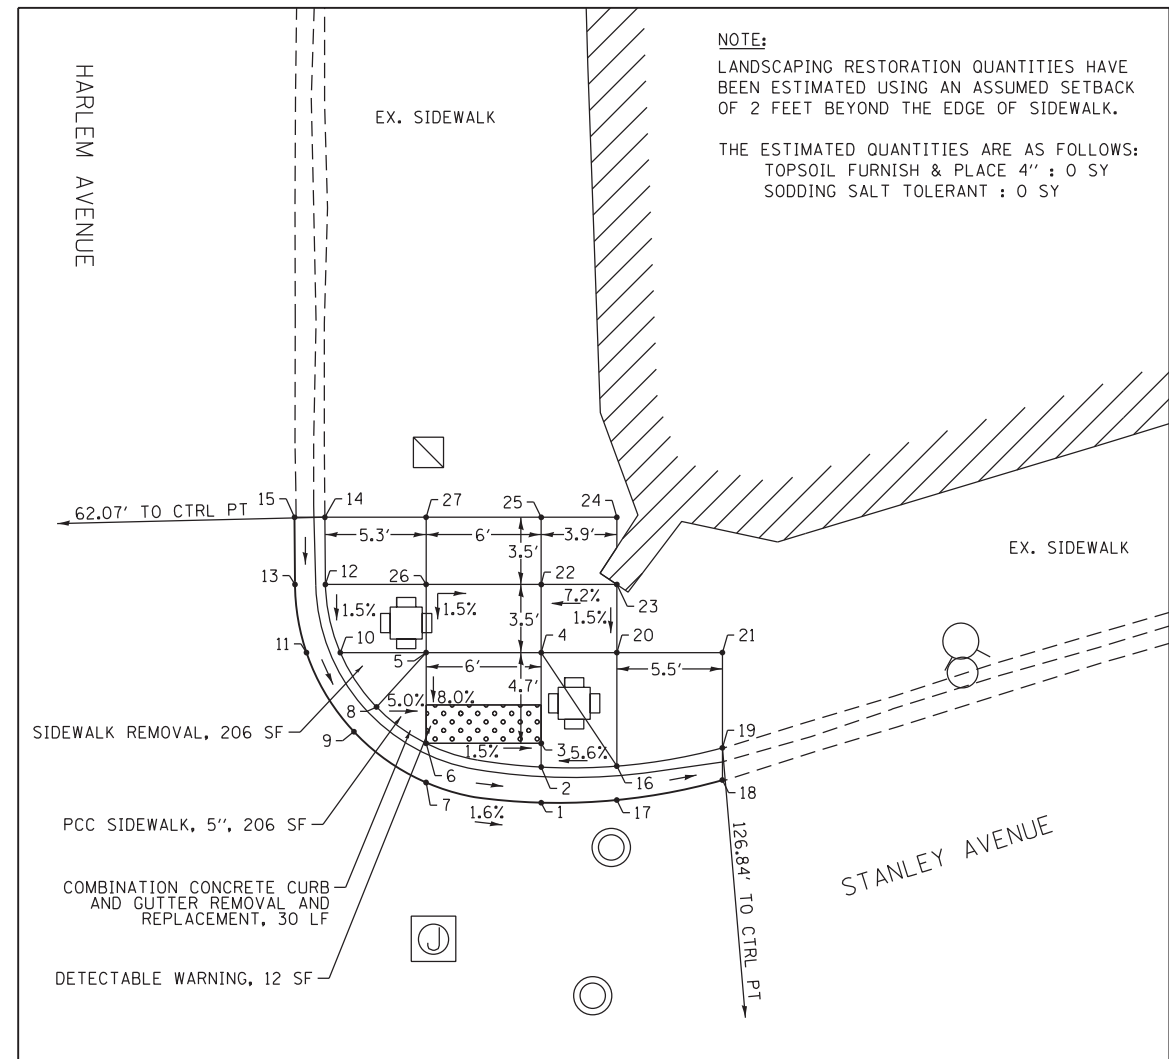 HARLEM AVENUE
EX. SIDEWALK
NOTE:
LANDSCAPING RESTORATION QUANTITIES HAVE
BEEN ESTIMATED USING AN ASSUMED SETBACK
OF 2 FEET BEYOND THE EDGE OF SIDEWALK.
THE ESTIMATED QUANTITIES ARE AS FOLLOWS:
TOPSOIL FURNISH & PLACE 4" : 0 SY
SODDING SALT TOLERANT : 0 SY
15 14 27 25 24
62.07' TO CTRL PT
5.3' 6' 3.9'
3.5'
EX. SIDEWALK
13 12 26 22 23
7.2%
1.5% 1.5% 3.5' 1.5%
11 10 5 4 20 21
6' 5.5'
4.7'
8.0%
5.0%
8
SIDEWALK REMOVAL, 206 SF
9
19
1.5% 3 5.6%
6 2 16
7 1 17 18
1.6%
PCC SIDEWALK, 5", 206 SF
126.84' TO CTRL PT
STANLEY AVENUE
COMBINATION CONCRETE CURB
AND GUTTER REMOVAL AND
REPLACEMENT, 30 LF
J
DETECTABLE WARNING, 12 SF